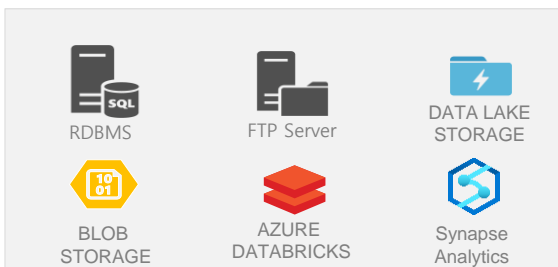 SQL
RDBMS
FTP Server
DATA LAKE
STORAGE
10
01
BLOB
STORAGE
AZURE
DATABRICKS
Synapse
Analytics